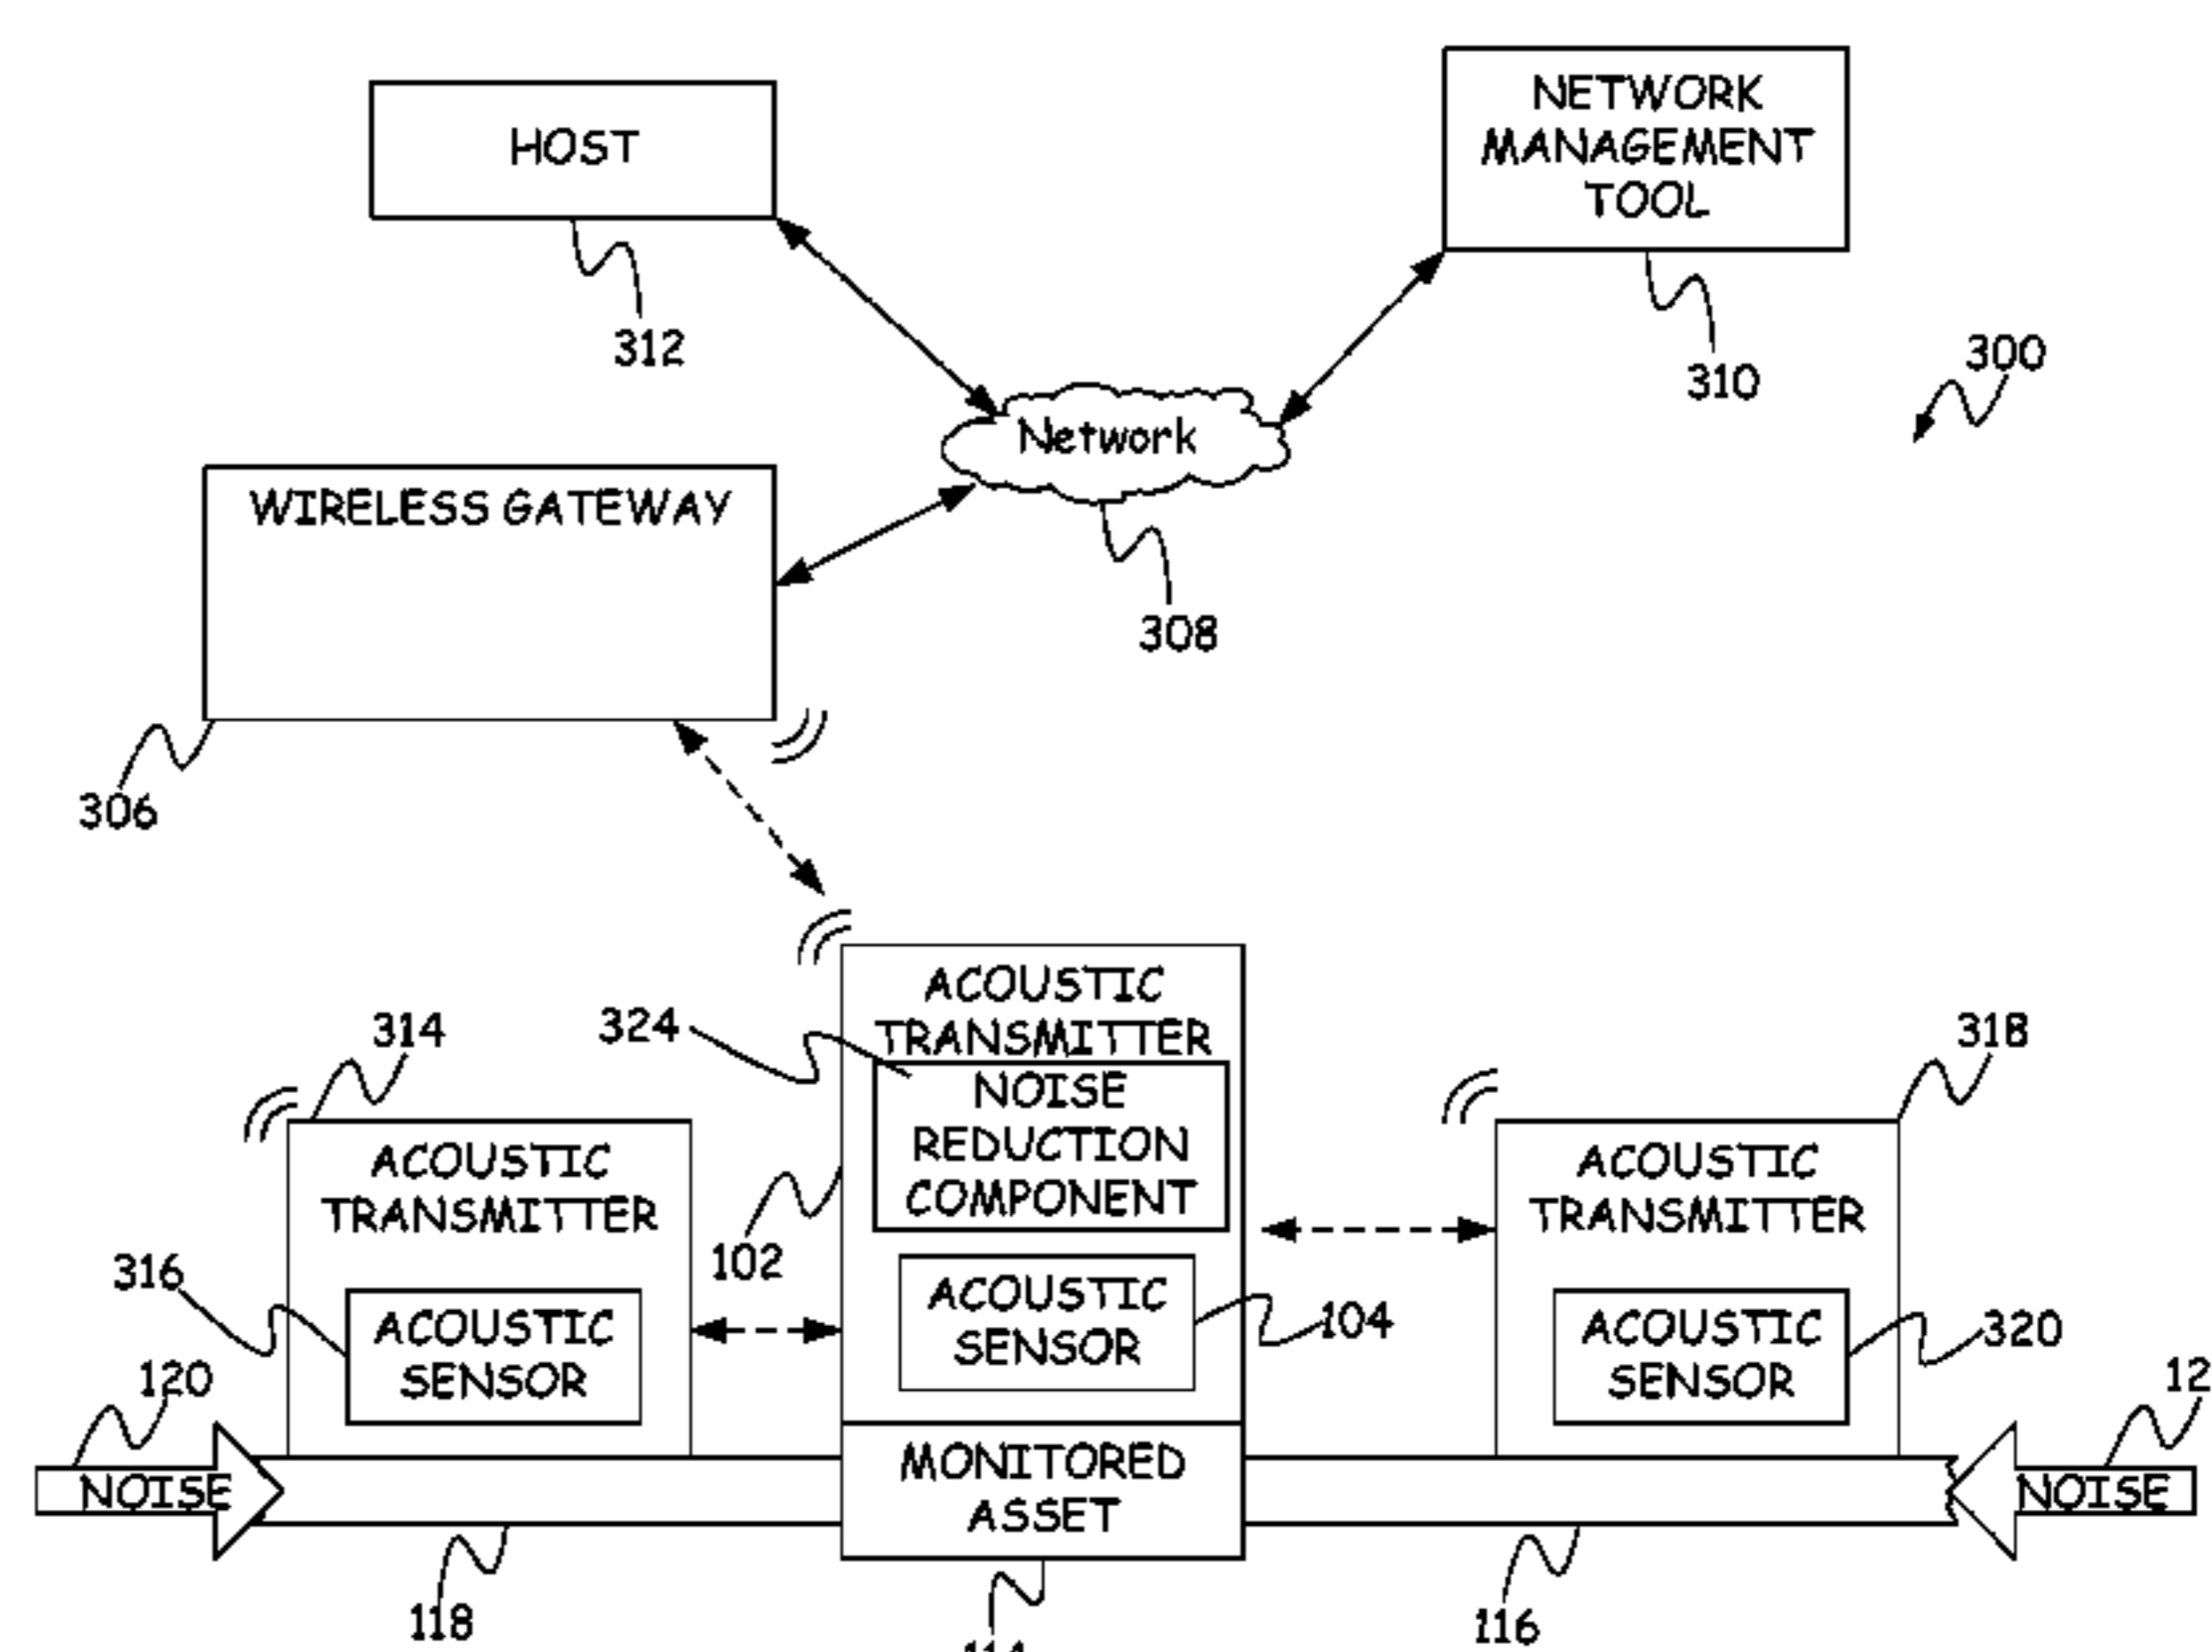 HOST
NETWORK
MANAGEMENT
TOOL
312
310
300
Network
WIRELESS GATEWAY
308
306
ACOUSTIC
TRANSMITTER
324
314
318
NOISE
REDUCTION
COMPONENT
ACOUSTIC
TRANSMITTER
ACOUSTIC
TRANSMITTER
102
316
ACOUSTIC
SENSOR
104
ACOUSTIC
SENSOR
ACOUSTIC
SENSOR
320
120
12
NOISE
MONITORED
ASSET
NOISE
118
116